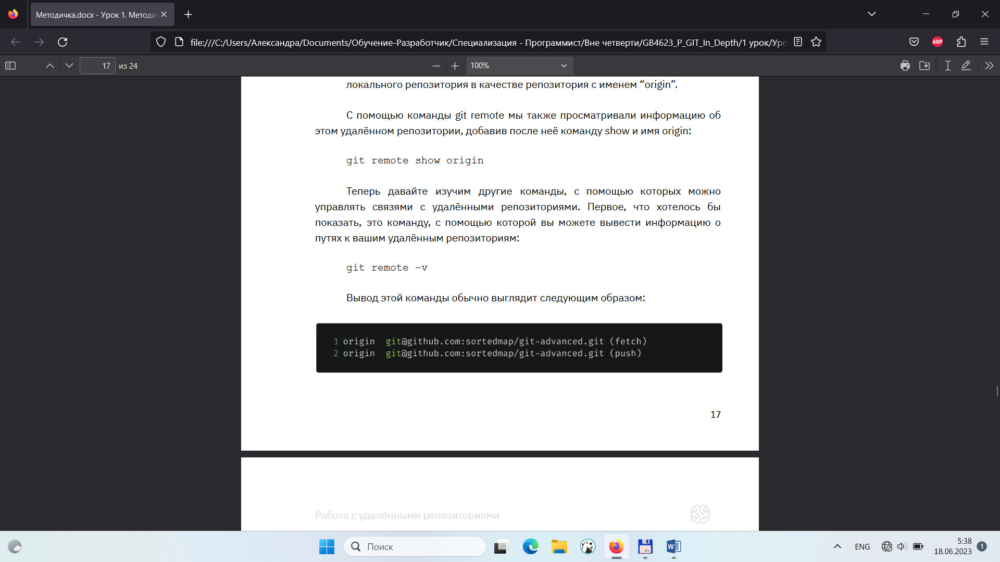 Методичка.docx - Урок 1. Методи
file:///C:/Users/Александра/Documents/Обучение-Разработчик/Специализация - Программист/Вне четверти/GB4623_P_GIT_In_Depth/1 урок/Уро
ABP
17 из 24
100%
локального репозитория в качестве репозитория с именем “origin”.
С помощью команды git remote мы также просматривали информацию об
этом удалённом репозитории, добавив после неё команду show и имя origin:
git remote show origin
Теперь давайте изучим другие команды, с помощью которых можно
управлять связями с удалёнными репозиториями. Первое, что хотелось бы
показать, это команду, с помощью которой вы можете вывести информацию о
путях к вашим удалённым репозиториям:
git remote -v
Вывод этой команды обычно выглядит следующим образом:
1 origin git@github.com:sortedmap/git-advanced.git (fetch)
2 origin git@github.com:sortedmap/git-advanced.git (push)
17
Работа с удалёнными репозиториями
Поиск
64
W
ENG
5:38
18.06.2023
1